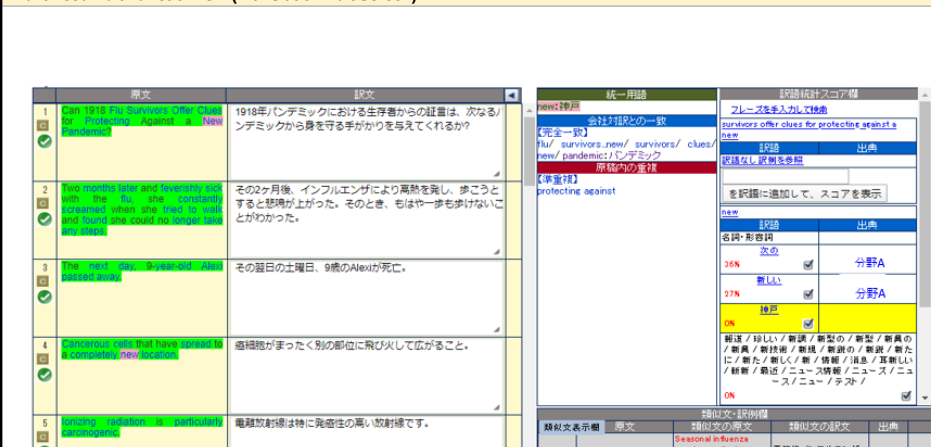 原文
訳文
1
Can 1918 Flu Survivors Offer Clues
for Protecting Against a New
Pandemic?
1918年パンデミックにおける生存者からの証言は、次なるパ
ンデミックから身を守る手がかりを与えてくれるか?
2
Two months later and feverishly sick
with the flu, she constantly
screamed when she tried to walk
and found she could no longer take
any steps.
その2ヶ月後、インフルエンザにより高熱を発し、歩こうと
すると悲鳴が上がった。そのとき、もはや一歩も歩けないこ
とがわかった。
3
The next day, 9-year-old Alexi
passed away.
その翌日の土曜日、9歳のAlexiが死亡。
4
Cancerous cells that have spread to
a completely new location.
癌細胞がまったく別の部位に飛び火して広がること。
5
Ionizing radiation is particularly
carcinogenic.
電離放射線は特に発癌性の高い放射線です。
統一用語
new:神戸
会社対訳との一致
【完全一致】
flu/ survivors..new/ survivors/ clues/
new/ pandemic:パンデミック
原稿内の重複
【準重複】
protecting against
訳語統計スコア欄
フレーズを手入力して検索
survivors offer clues for protecting against a
new
訳語 出典
訳語なし 訳例を参照
を訳語に追加して、スコアを表示
new
訳語 出典
名詞・形容詞
次の
36%
分野A
新しい
27%
分野A
神戸
0%
報道 / 珍しい / 新調 / 新型の / 新型 / 新興の
/ 新興 / 新技術 / 新規 / 新鋭の / 新鋭 / 新た
に / 新た / 新しく / 新 / 情報 / 消息 / 耳新しい
/ 斬新 / 最近 / ニュース情報 / ニュース / ニュ
ース / ニュー / テスト /
0%
類似文・訳例欄
類似文表示欄 原文 類似文の原文 類似文の訳文 出典
Seasonal influenza